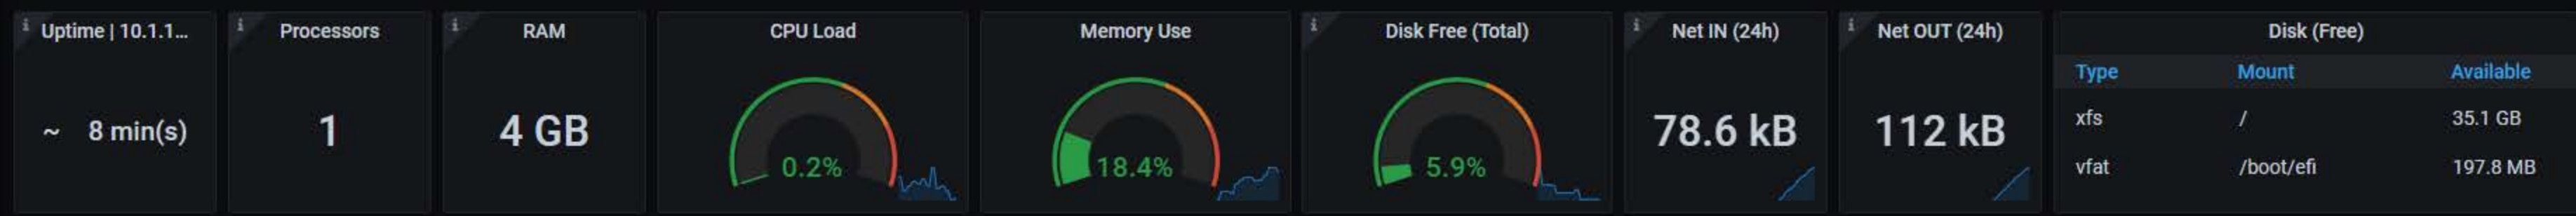 Uptime | 10.1.1...
~ 8 min(s)
Processors
1
RAM
4 GB
CPU Load
0.2%
Memory Use
18.4%
Disk Free (Total)
5.9%
Net IN (24h)
78.6 kB
Net OUT (24h)
112 kB
Disk (Free)
Type Mount Available
xfs / 35.1 GB
vfat /boot/efi 197.8 MB